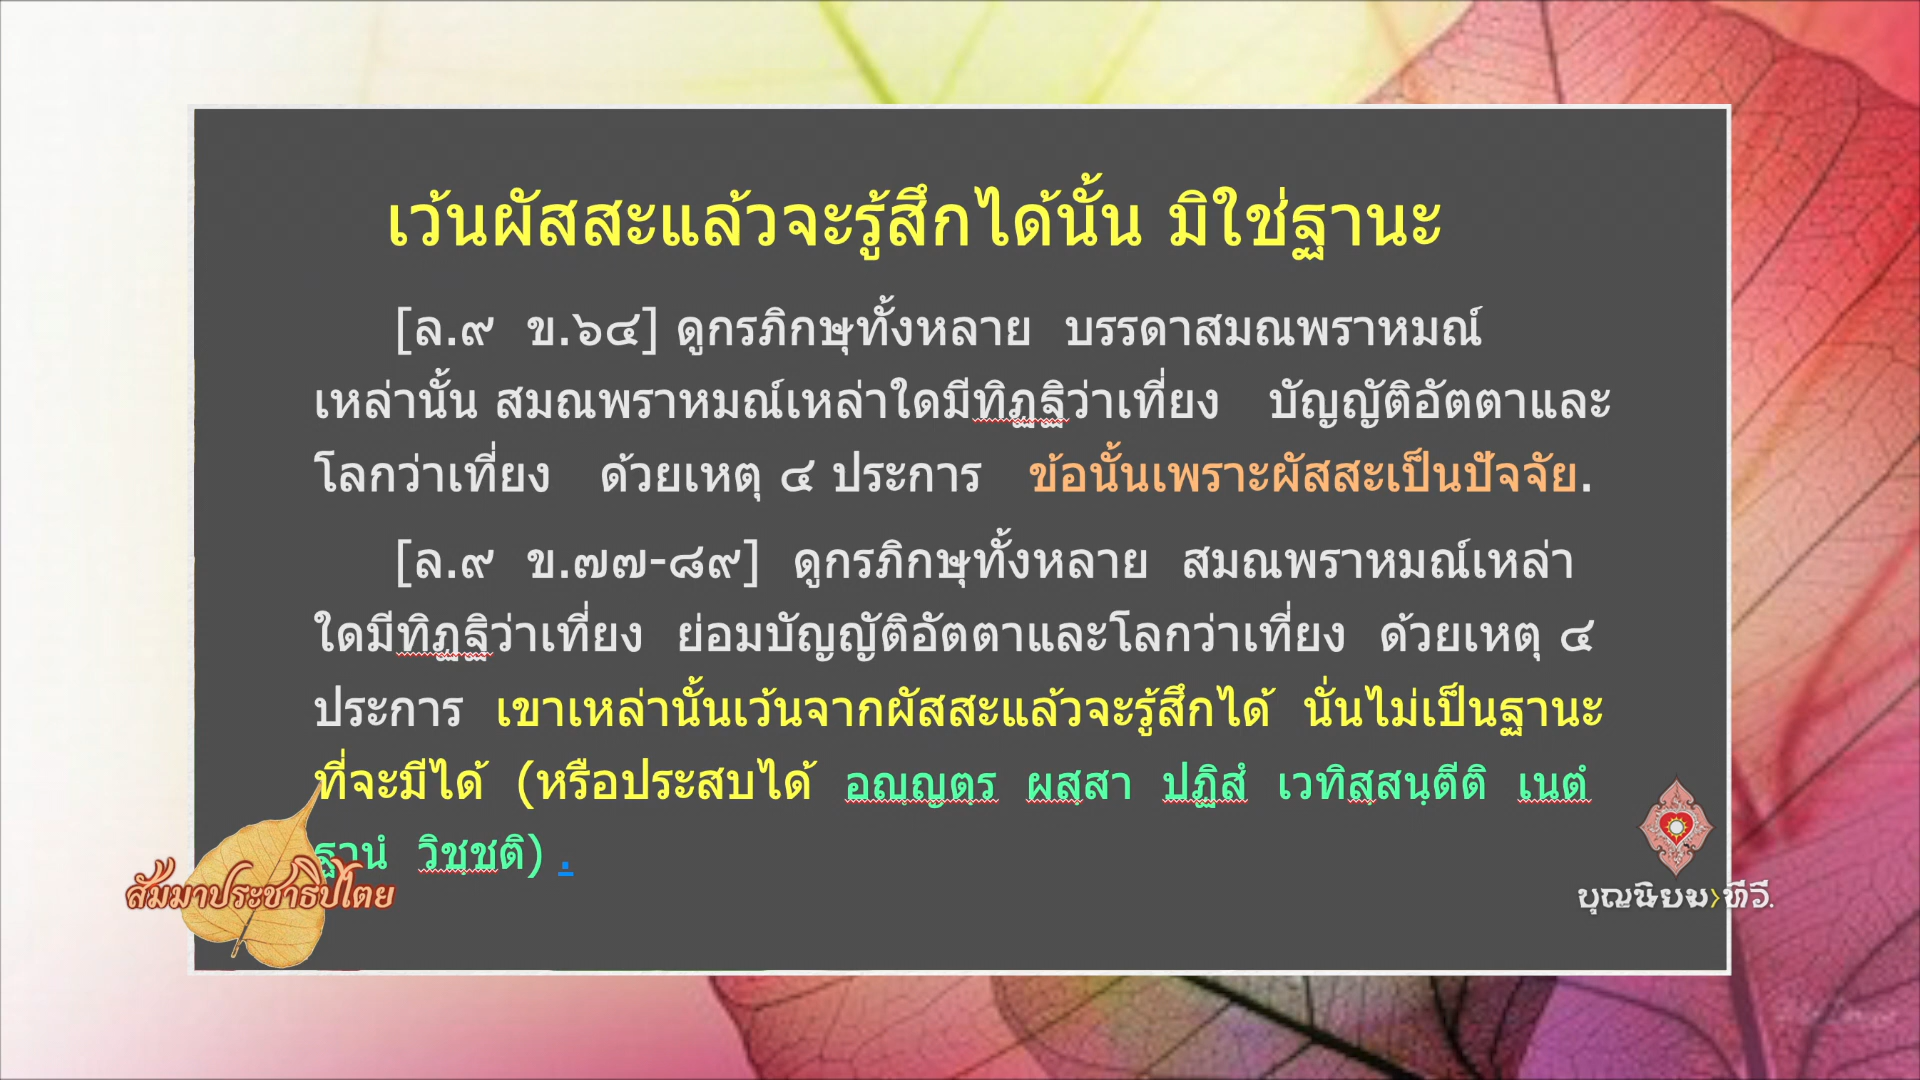 เว้นผัสสะแล้วจะรู้สึกได้นั้น มิใช่ฐานะ
[ล.๙ ข.๖๔] ดูกรภิกษุทั้งหลาย บรรดาสมณพราหมณ์
เหล่านั้น สมณพราหมณ์เหล่าใดมีทิฏฐิว่าเที่ยง บัญญัติอัตตาและ
โลกว่าเที่ยง ด้วยเหตุ ๔ ประการ ข้อนั้นเพราะผัสสะเป็นปัจจัย.
[ล.๙ ข.๗๗-๘๙] ดูกรภิกษุทั้งหลาย สมณพราหมณ์เหล่า
ใดมีทิฏฐิว่าเที่ยง ย่อมบัญญัติอัตตาและโลกว่าเที่ยง ด้วยเหตุ ๔
ประการ เขาเหล่านั้นเว้นจากผัสสะแล้วจะรู้สึกได้ นั่นไม่เป็นฐานะ
ที่จะมีได้ (หรือประสบได้ อญฺญตฺร ผสฺสา ปฏิสํ เวทิสฺสนฺตีติ เนตํ
ฐานํ วิชฺชติ) .
สัมมาประชาธิปไตย
บุญนิยม>ทีวี.